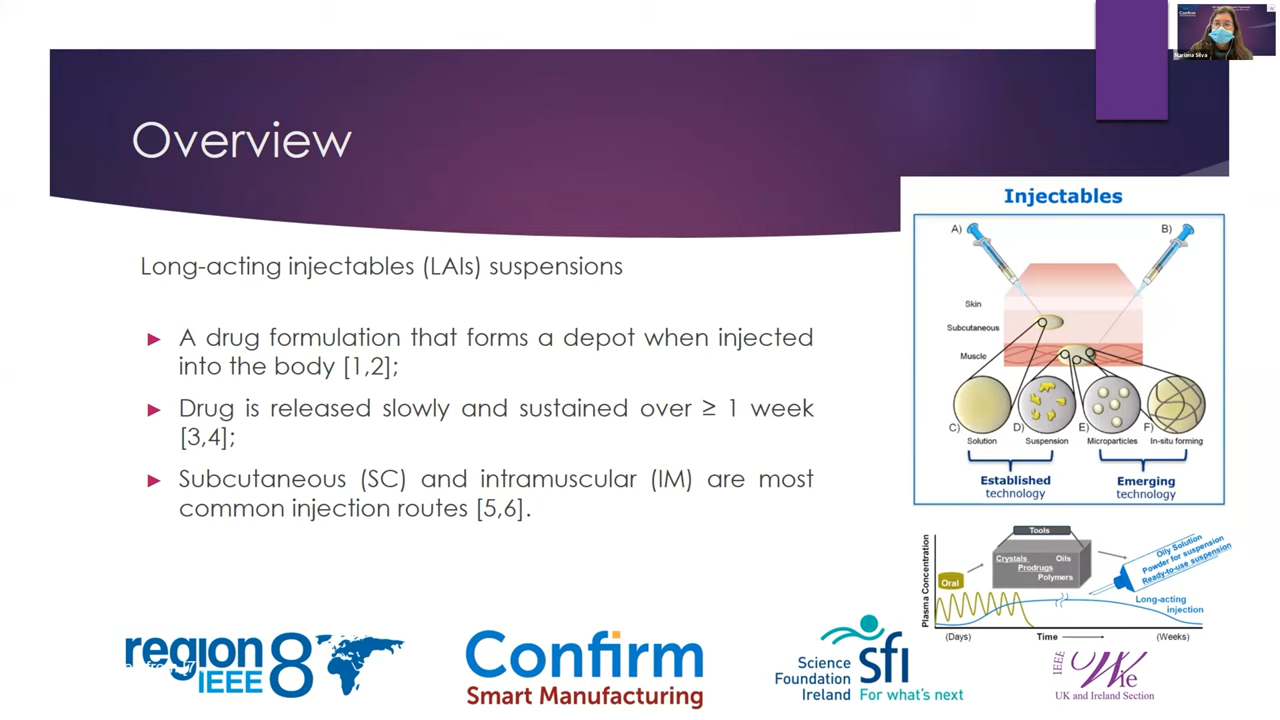 Confirm
Mariana Silva
Overview
Long-acting injectables (LAIs) suspensions
A drug formulation that forms a depot when injected
into the body [1,2];
Drug is released slowly and sustained over ≥ 1 week
[3,4];
Subcutaneous (SC) and intramuscular (IM) are most
common injection routes [5,6].
Injectables
A)
B)
Skin
Subcutaneous
Muscle
C)
D)
E)
F)
Solution
Suspension
Microparticles
In-situ forming
Established
technology
Emerging
technology
Plasma Concentration
Oral
Tools
Crystals
Oils
Prodrugs
Polymers
Oily Solution
Powder for suspension
Ready-to-use suspension
Long-acting
injection
(Days)
Time
(Weeks)
region 8
IEEE
Confirm
Smart Manufacturing
Science
Foundation
Ireland
sfi
For what's next
IEEE
WiE
UK and Ireland Section